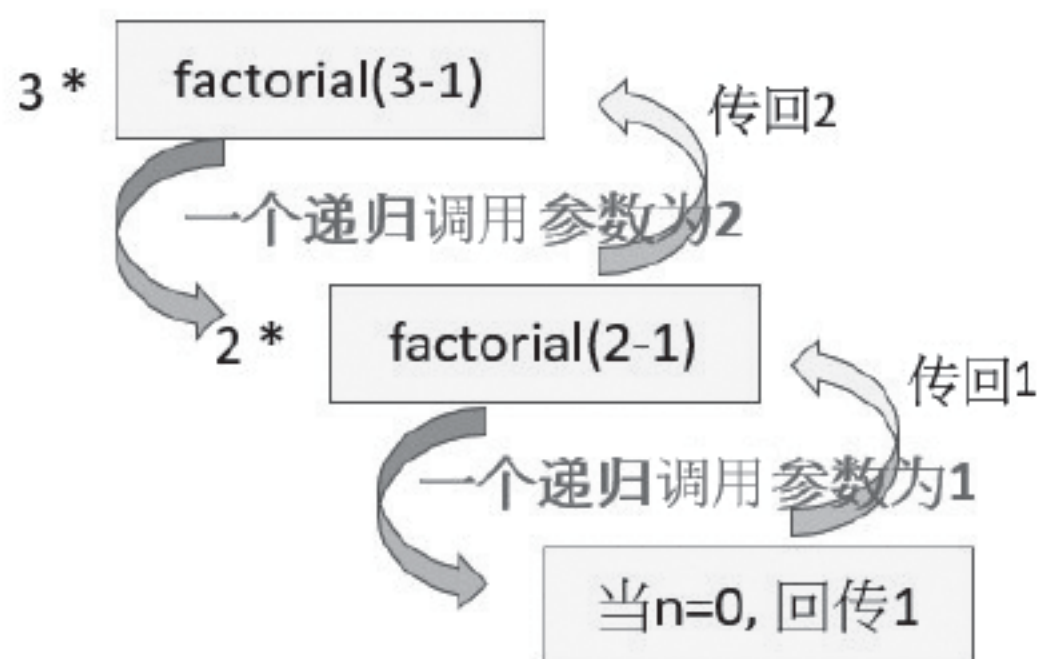 3 * factorial(3-1)
传回2
一个递归调用参数为2
2 * factorial(2-1)
传回1
一个递归调用参数为1
当n=0, 回传1